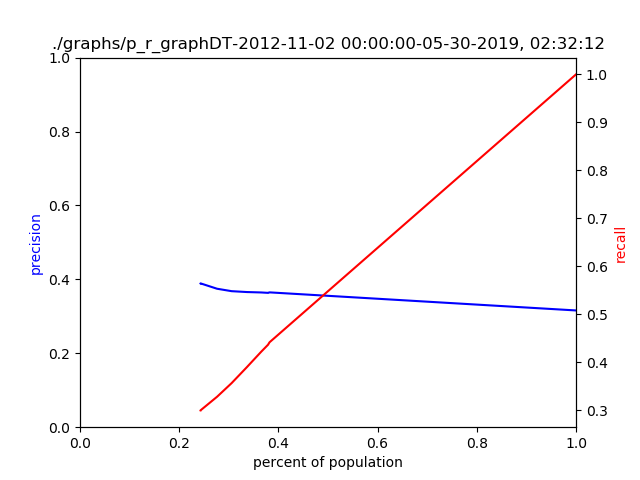 ./graphs/p_r_graphDT-2012-11-02 00:00:00-05-30-2019, 02:32:12
1.0
0.8
0.6
0.4
0.2
0.0
precision
0.0 0.2 0.4 0.6 0.8 1.0
percent of population
1.0
0.9
0.8
0.7
0.6
0.5
0.4
0.3
recall